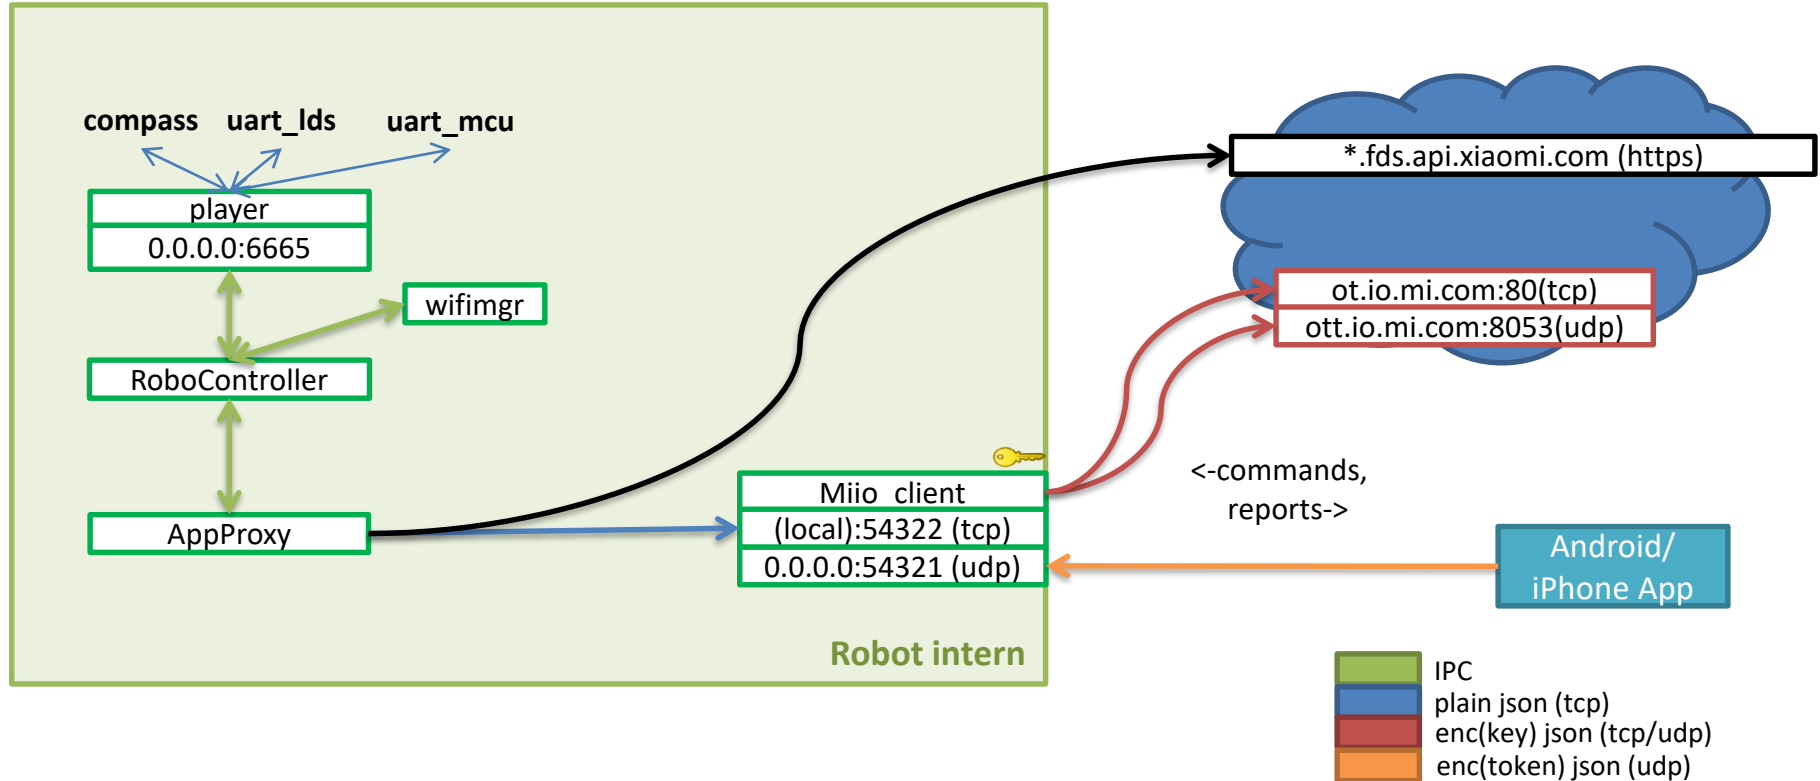 compass uart_lds uart_mcu
player
0.0.0.0:6665
wifimgr
RoboController
AppProxy
Miio_client
(local):54322 (tcp)
0.0.0.0:54321 (udp)
Robot intern
*.fds.api.xiaomi.com (https)
ot.io.mi.com:80(tcp)
ott.io.mi.com:8053(udp)
<-commands,
reports->
Android/
iPhone App
IPC
plain json (tcp)
enc(key) json (tcp/udp)
enc(token) json (udp)